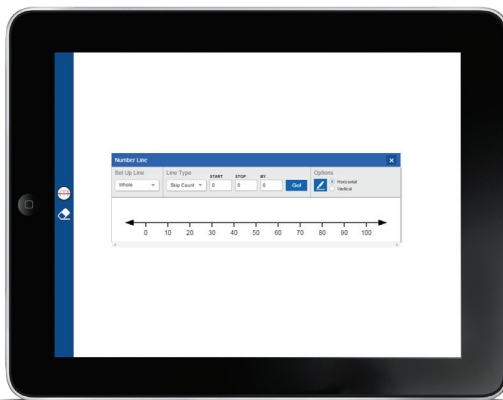 Number Line
Set Up Line Line Type START STOP BY Options
Whole Skip Count 0 0 0 Go! Horizontal
Vertical
0 10 20 30 40 50 60 70 80 90 100